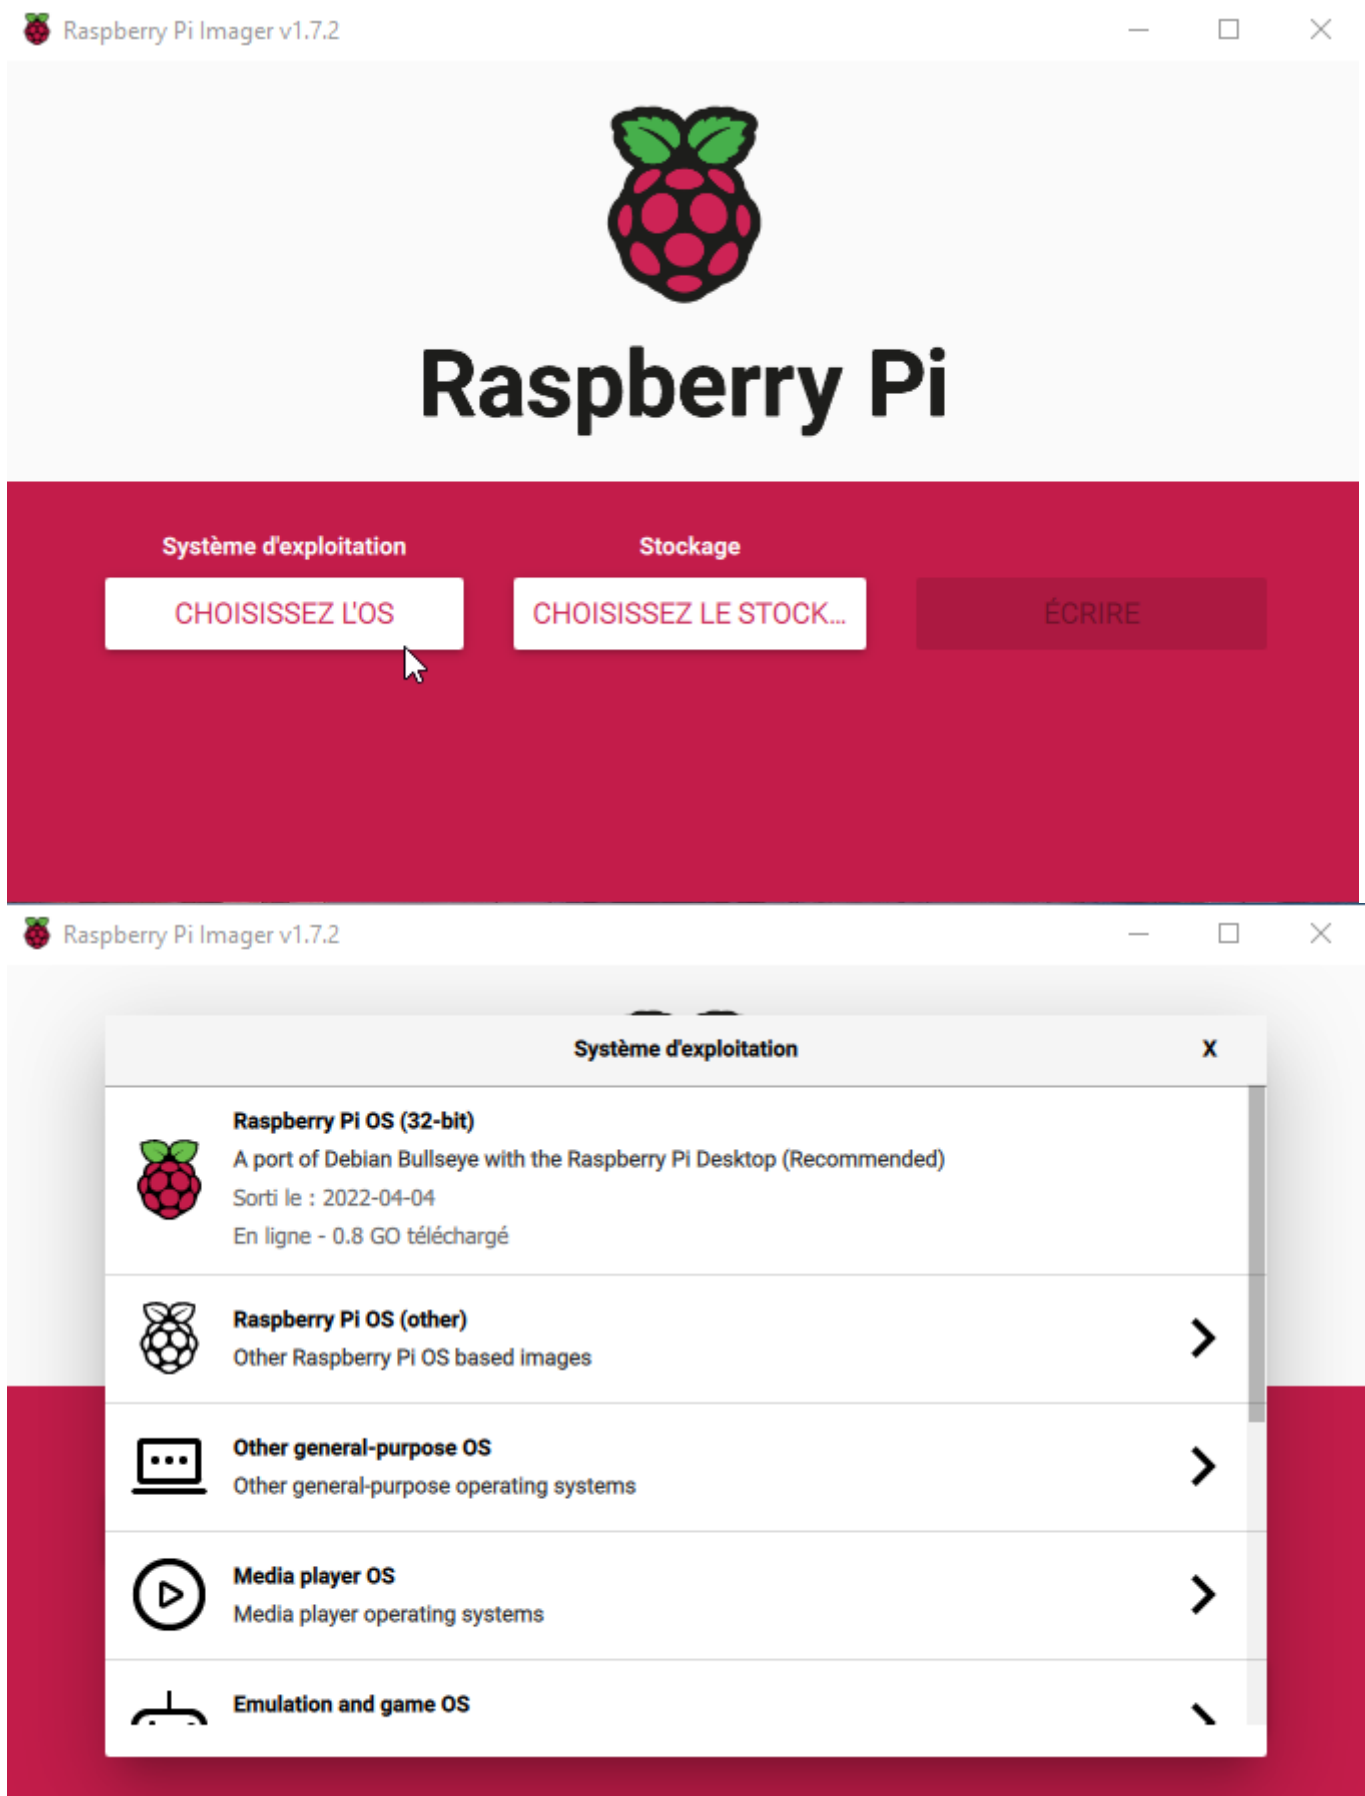 Raspberry Pi Imager v1.7.2
Raspberry Pi
Système d'exploitation
Stockage
CHOISISSEZ L'OS
CHOISISSEZ LE STOCK...
ÉCRIRE
Raspberry Pi Imager v1.7.2
Système d'exploitation
X
Raspberry Pi OS (32-bit)
A port of Debian Bullseye with the Raspberry Pi Desktop (Recommended)
Sorti le : 2022-04-04
En ligne - 0.8 GO téléchargé
Raspberry Pi OS (other)
Other Raspberry Pi OS based images
Other general-purpose OS
Other general-purpose operating systems
Media player OS
Media player operating systems
Emulation and game OS